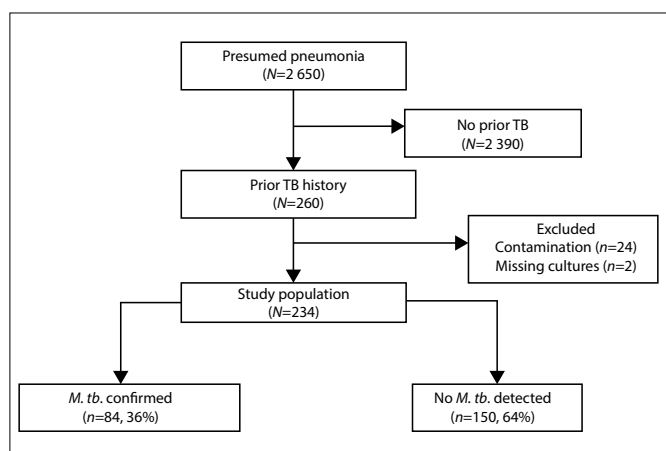 Presumed pneumonia
(N=2 650)
No prior TB
(N=2 390)
Prior TB history
(N=260)
Excluded
Contamination (n=24)
Missing cultures (n=2)
Study population
(N=234)
M. tb. confirmed
(n=84, 36%)
No M. tb. detected
(n=150, 64%)